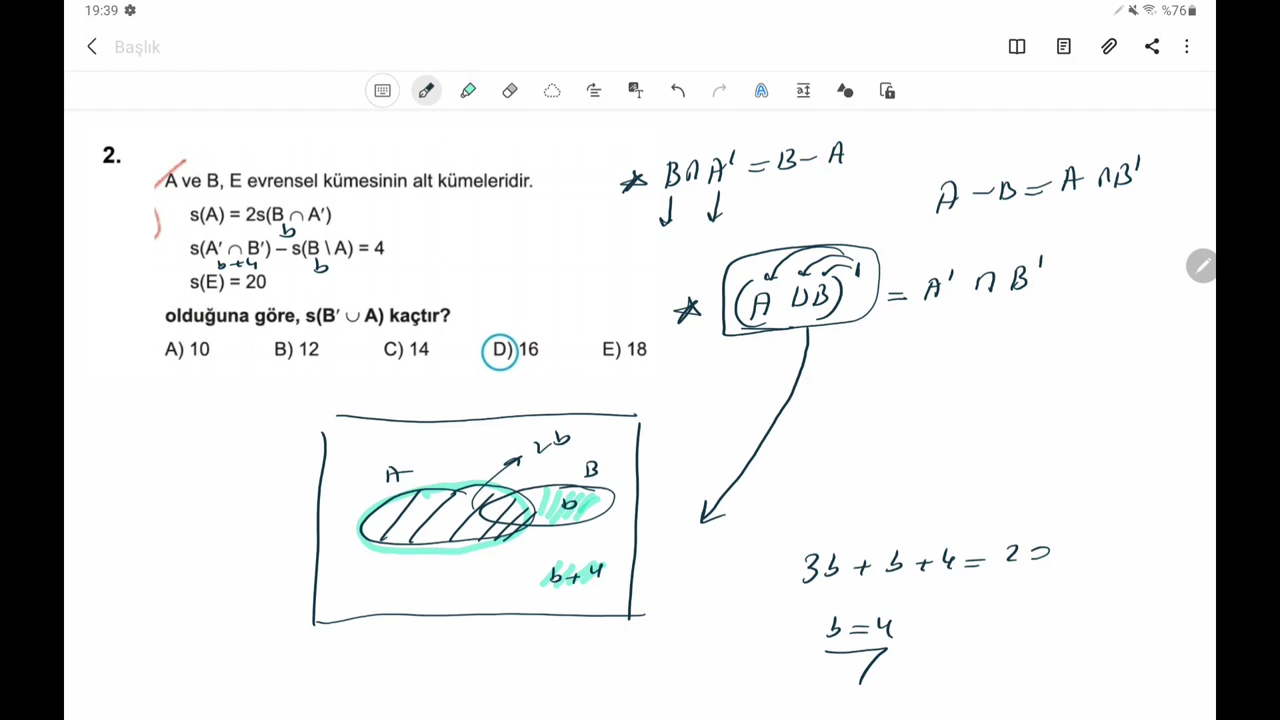 19:39
%76
Başlık
2.
A ve B, E evrensel kümesinin alt kümeleridir.
s(A) = 2s(B ∩ A′)
b
s(A′ ∩ B′) – s(B \ A) = 4
b+4 b
s(E) = 20
olduğuna göre, s(B′ ∪ A) kaçtır?
A) 10 B) 12 C) 14 D) 16 E) 18
B∩A' = B-A
A-B = A∩B'
(A∪B)' = A' ∩ B'
2b
A B
b
b+4
3b + b + 4 = 20
b=4